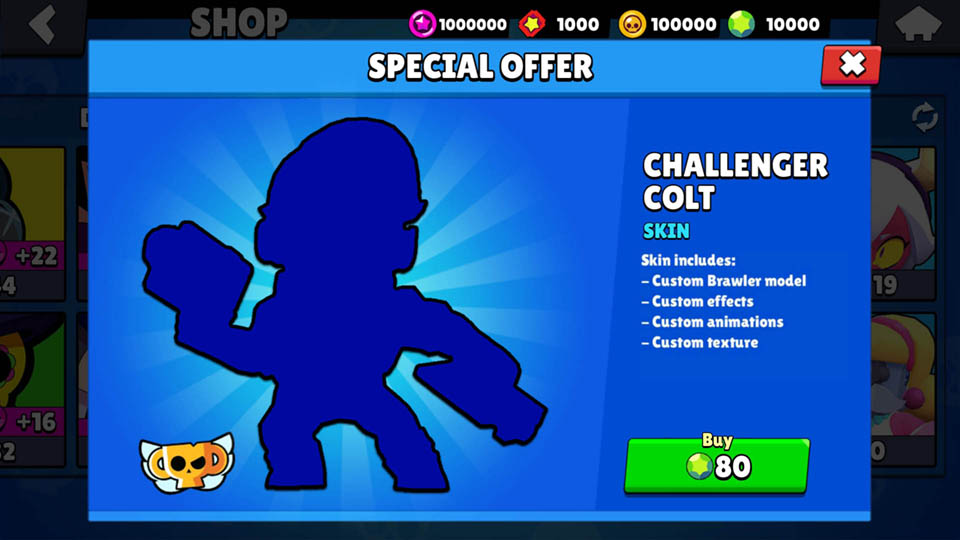 SHOP
1000000
1000
100000
10000
SPECIAL OFFER
CHALLENGER
COLT
SKIN
Skin includes:
– Custom Brawler model
– Custom effects
– Custom animations
– Custom texture
+22
19
+16
Buy
80